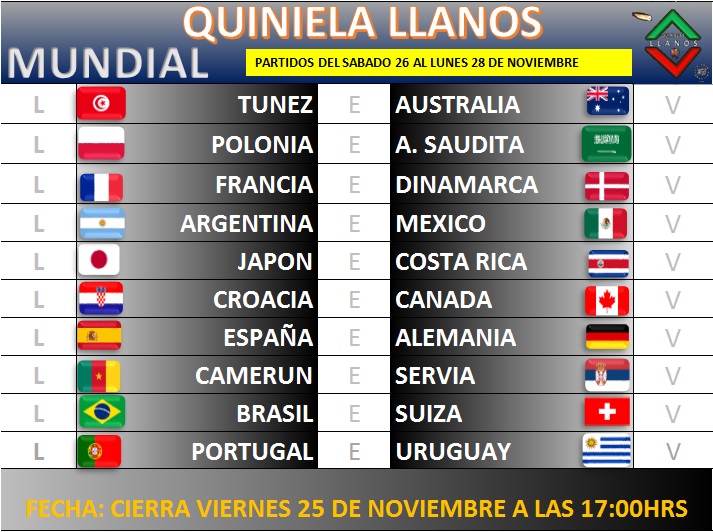 QUINIELA LLANOS
MUNDIAL
PARTIDOS DEL SABADO 26 AL LUNES 28 DE NOVIEMBRE
LLANOS
L TUNEZ E AUSTRALIA V
L POLONIA E A. SAUDITA V
L FRANCIA E DINAMARCA V
L ARGENTINA E MEXICO V
L JAPON E COSTA RICA V
L CROACIA E CANADA V
L ESPAÑA E ALEMANIA V
L CAMERUN E SERVIA V
L BRASIL E SUIZA V
L PORTUGAL E URUGUAY V
FECHA: CIERRA VIERNES 25 DE NOVIEMBRE A LAS 17:00HRS